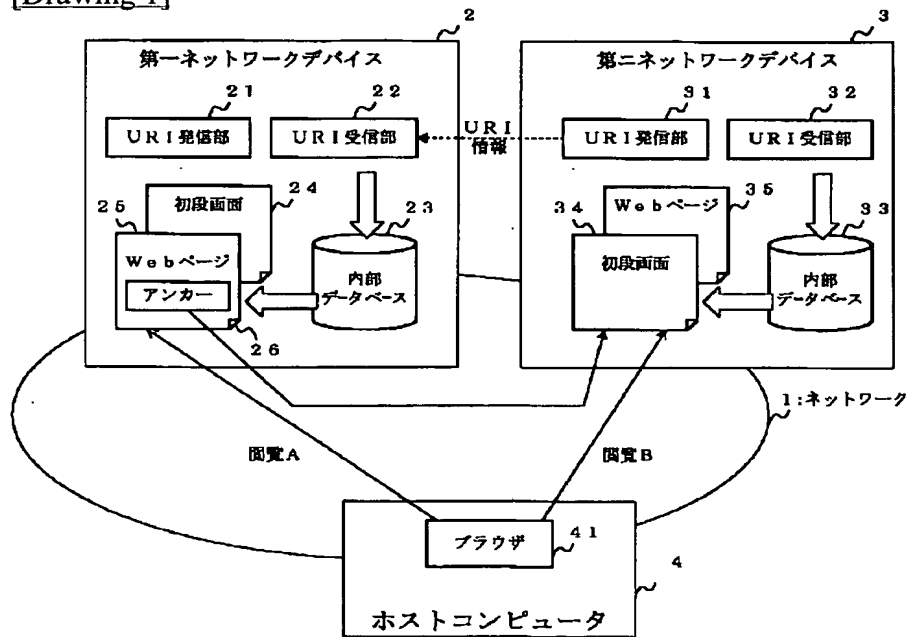 [Drawing 1]
2
第一ネットワークデバイス
21
URI発信部
22
URI受信部
URI
情報
3
第二ネットワークデバイス
31
URI発信部
32
URI受信部
24
初段画面
25
Webページ
アンカー
26
23
内部
データベース
35
Webページ
34
初段画面
33
内部
データベース
1:ネットワーク
閲覧A
閲覧B
ブラウザ
41
4
ホストコンピュータ